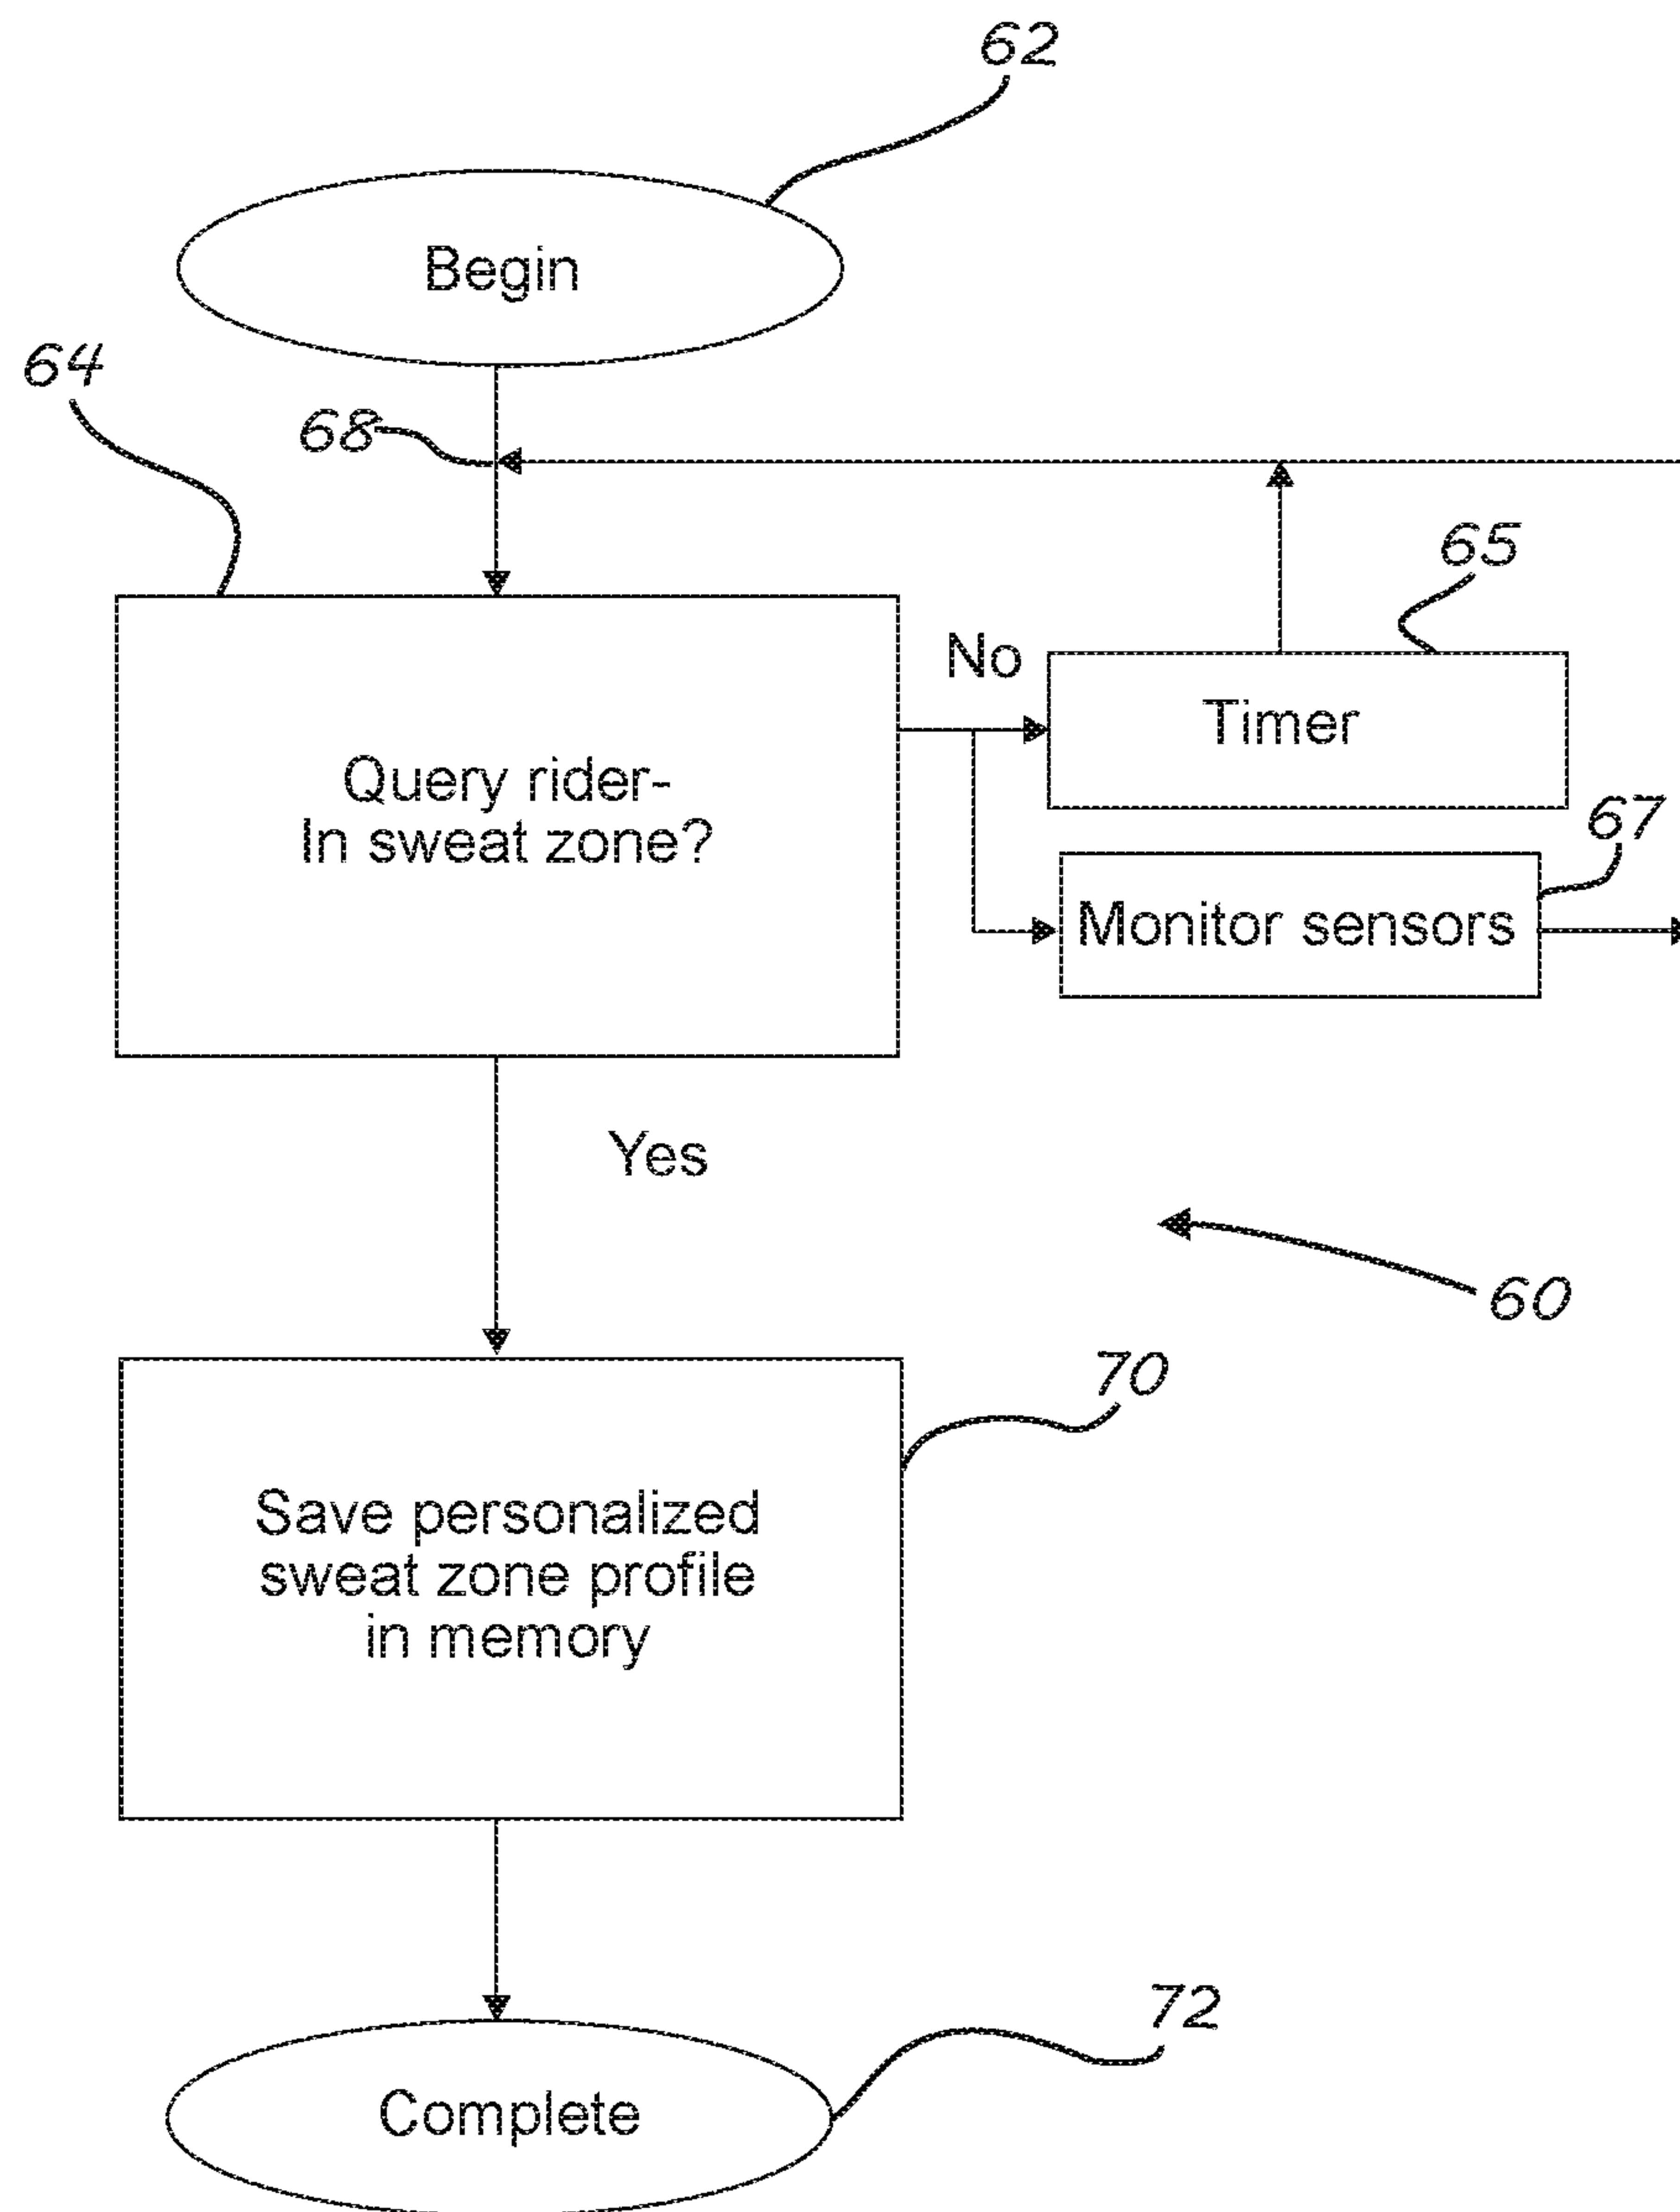 62
Begin
64
68
65
No
Timer
Query rider-
In sweat zone?
67
Monitor sensors
Yes
60
70
Save personalized
sweat zone profile
in memory
72
Complete